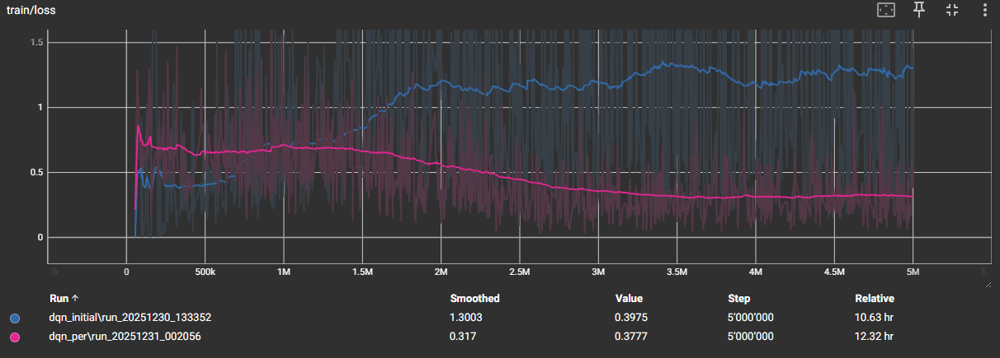 train/loss
1.5
1
0.5
0
0 500k 1M 1.5M 2M 2.5M 3M 3.5M 4M 4.5M 5M 5
Run ↑ Smoothed Value Step Relative
dqn_initial\run_20251230_133352 1.3003 0.3975 5'000'000 10.63 hr
dqn_per\run_20251231_002056 0.317 0.3777 5'000'000 12.32 hr